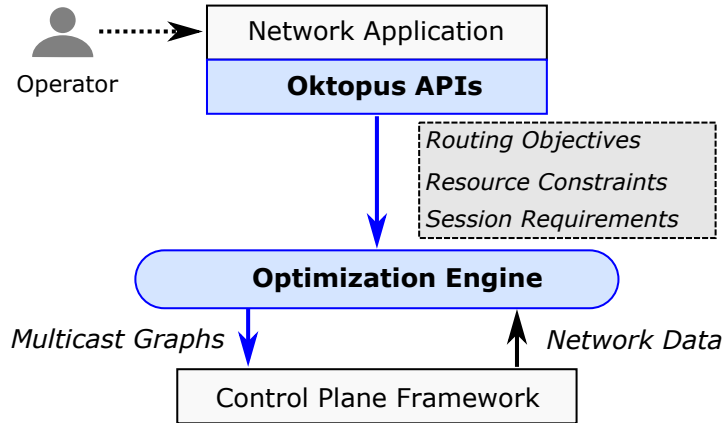 Network Application
Operator
Oktopus APIs
Routing Objectives
Resource Constraints
Session Requirements
Optimization Engine
Multicast Graphs
Network Data
Control Plane Framework